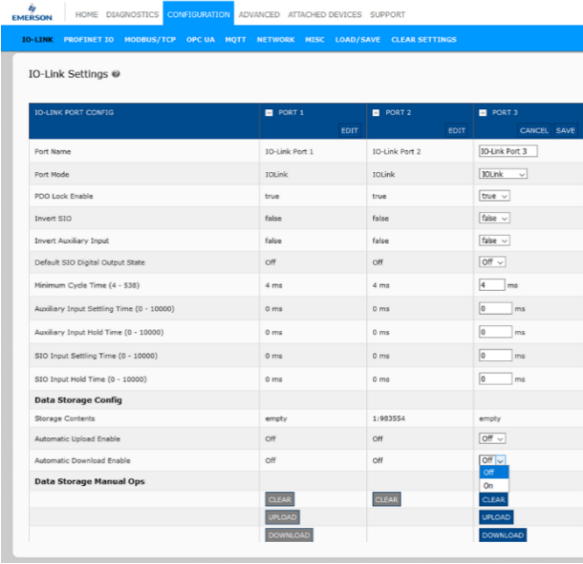 EMERSON HOME DIAGNOSTICS CONFIGURATION ADVANCED ATTACHED DEVICES SUPPORT
IO-LINK PROFINET IO MODBUS/TCP OPC UA MQTT NETWORK MISC LOAD/SAVE CLEAR SETTINGS
IO-Link Settings
IO-LINK PORT CONFIG PORT 1 PORT 2 PORT 3
EDIT EDIT CANCEL SAVE
Port Name IO-Link Port 1 IO-Link Port 2 IO-Link Port 3
Port Mode IOLink IOLink IOLink
PDO Lock Enable true true true
Invert SIO false false false
Invert Auxiliary Input false false false
Default SIO Digital Output State Off Off Off
Minimum Cycle Time (4 - 538) 4 ms 4 ms 4 ms
Auxiliary Input Settling Time (0 - 10000) 0 ms 0 ms 0 ms
Auxiliary Input Hold Time (0 - 10000) 0 ms 0 ms 0 ms
SIO Input Settling Time (0 - 10000) 0 ms 0 ms 0 ms
SIO Input Hold Time (0 - 10000) 0 ms 0 ms 0 ms
Data Storage Config
Storage Contents empty 1:983554 empty
Automatic Upload Enable Off Off Off
Automatic Download Enable Off Off Off
Off
Data Storage Manual Ops On
CLEAR CLEAR CLEAR
UPLOAD UPLOAD
DOWNLOAD DOWNLOAD